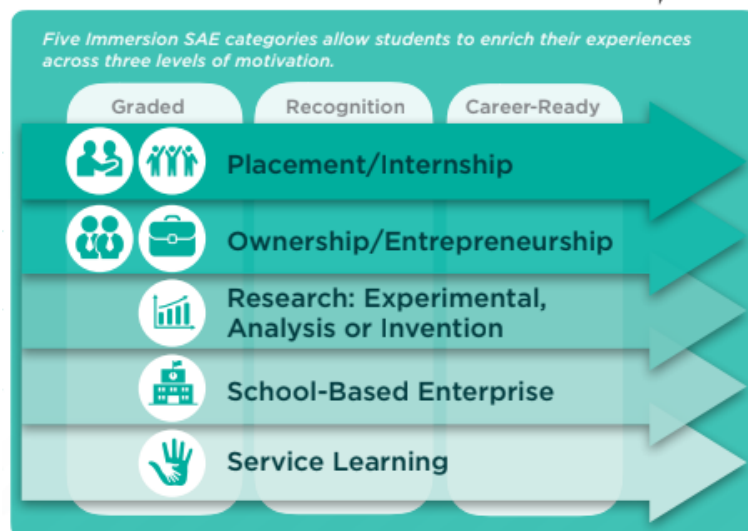 Five Immersion SAE categories allow students to enrich their experiences
across three levels of motivation.
Graded
Recognition
Career-Ready
Placement/Internship
Ownership/Entrepreneurship
Research: Experimental,
Analysis or Invention
School-Based Enterprise
Service Learning